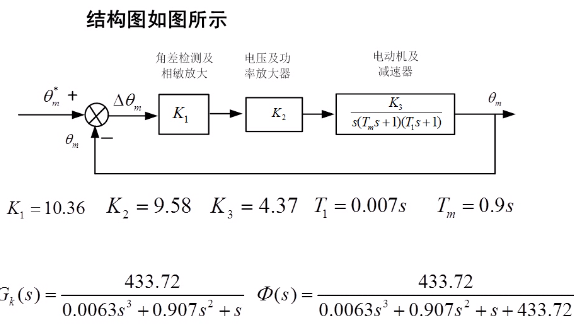 结构图如图所示
角差检测及
相敏放大
电压及功
率放大器
电动机及
减速器
θ*m + Δθm K1 K2 K3/s(Tms+1)(T1s+1) θm
θm −
K1 = 10.36 K2 = 9.58 K3 = 4.37 T1 = 0.007s Tm = 0.9s
Gk(s) = 433.72/0.0063s³ + 0.907s² + s Φ(s) = 433.72/0.0063s³ + 0.907s² + s + 433.72